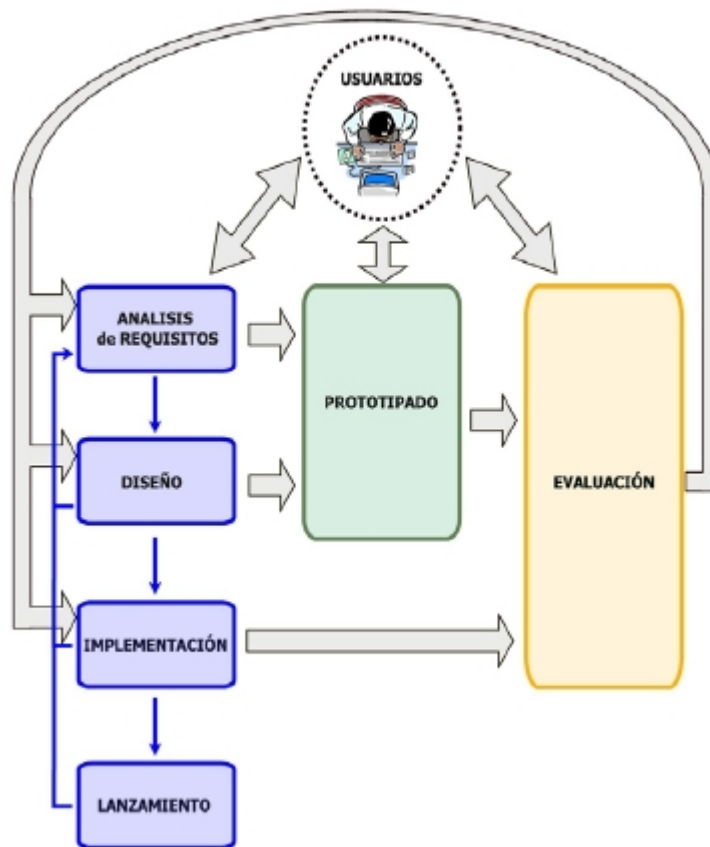 USUARIOS
ANALISIS
de REQUISITOS
PROTOTIPADO
DISEÑO
EVALUACIÓN
IMPLEMENTACIÓN
LANZAMIENTO